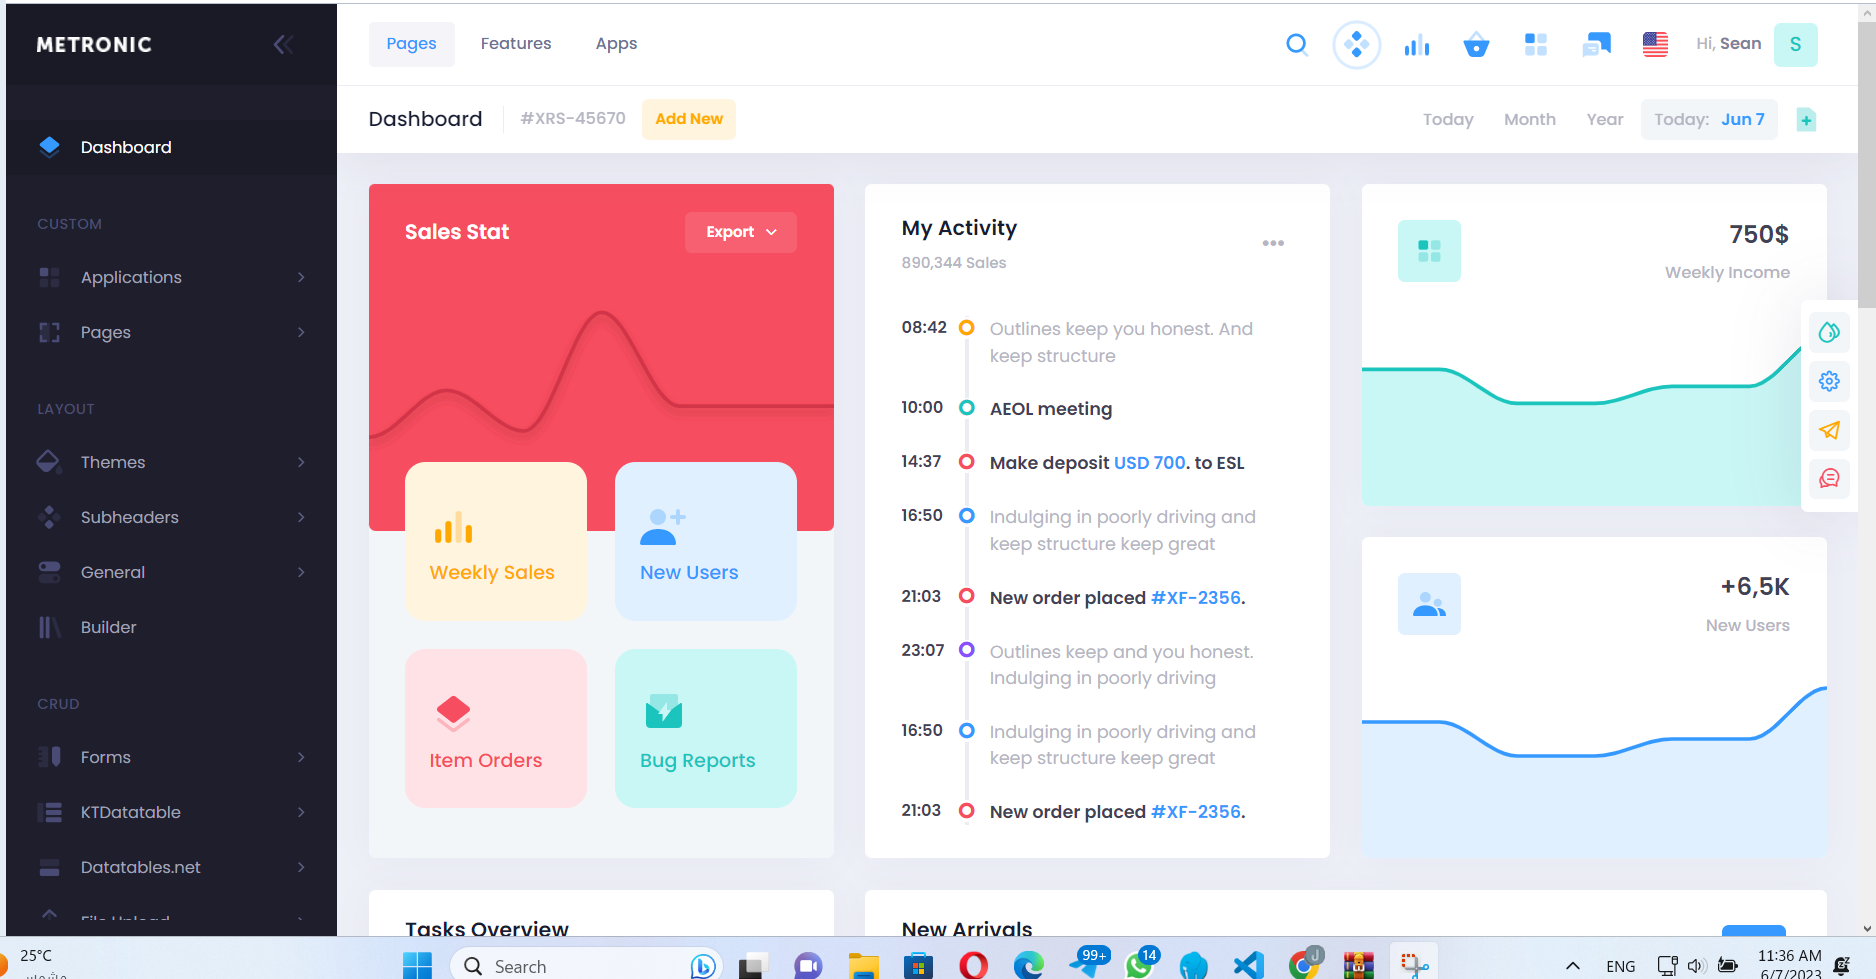 METRONIC
Pages Features Apps
Hi, Sean S
Dashboard #XRS-45670 Add New
Today Month Year Today: Jun 7
Dashboard
CUSTOM
Applications
Pages
LAYOUT
Themes
Subheaders
General
Builder
CRUD
Forms
KTDatatable
Datatables.net
File Upload
Sales Stat
Export
Weekly Sales
New Users
Item Orders
Bug Reports
My Activity
890,344 Sales
08:42 Outlines keep you honest. And
keep structure
10:00 AEOL meeting
14:37 Make deposit USD 700. to ESL
16:50 Indulging in poorly driving and
keep structure keep great
21:03 New order placed #XF-2356.
23:07 Outlines keep and you honest.
Indulging in poorly driving
16:50 Indulging in poorly driving and
keep structure keep great
21:03 New order placed #XF-2356.
750$
Weekly Income
+6,5K
New Users
Tasks Overview
New Arrivals
25°C
Search
99+
14
J
ENG
11:36 AM
6/7/2023